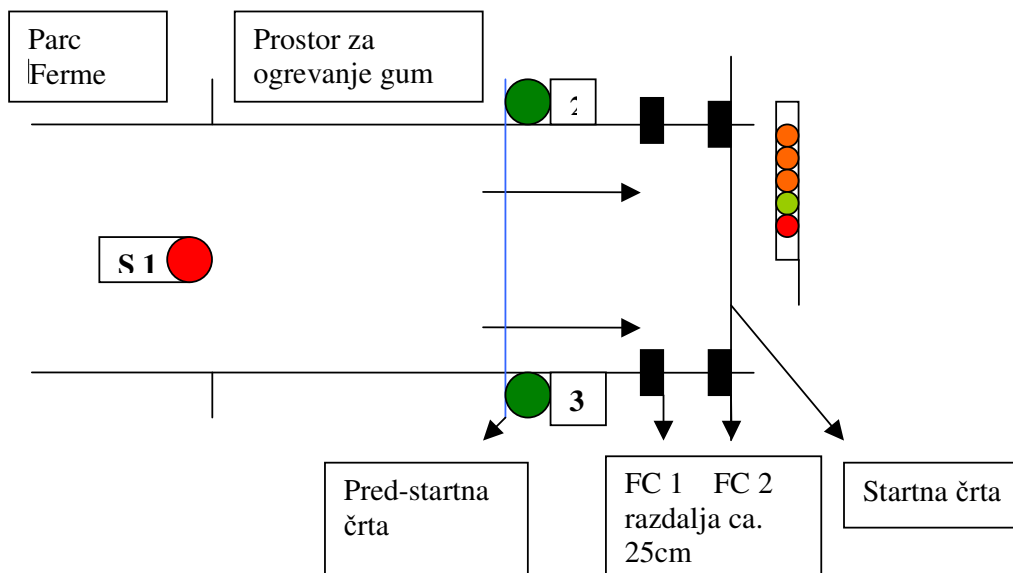 Parc
Ferme
Prostor za
ogrevanje gum
2
S 1
3
Pred-startna
črta
FC 1 FC 2
razdalja ca.
25cm
Startna črta